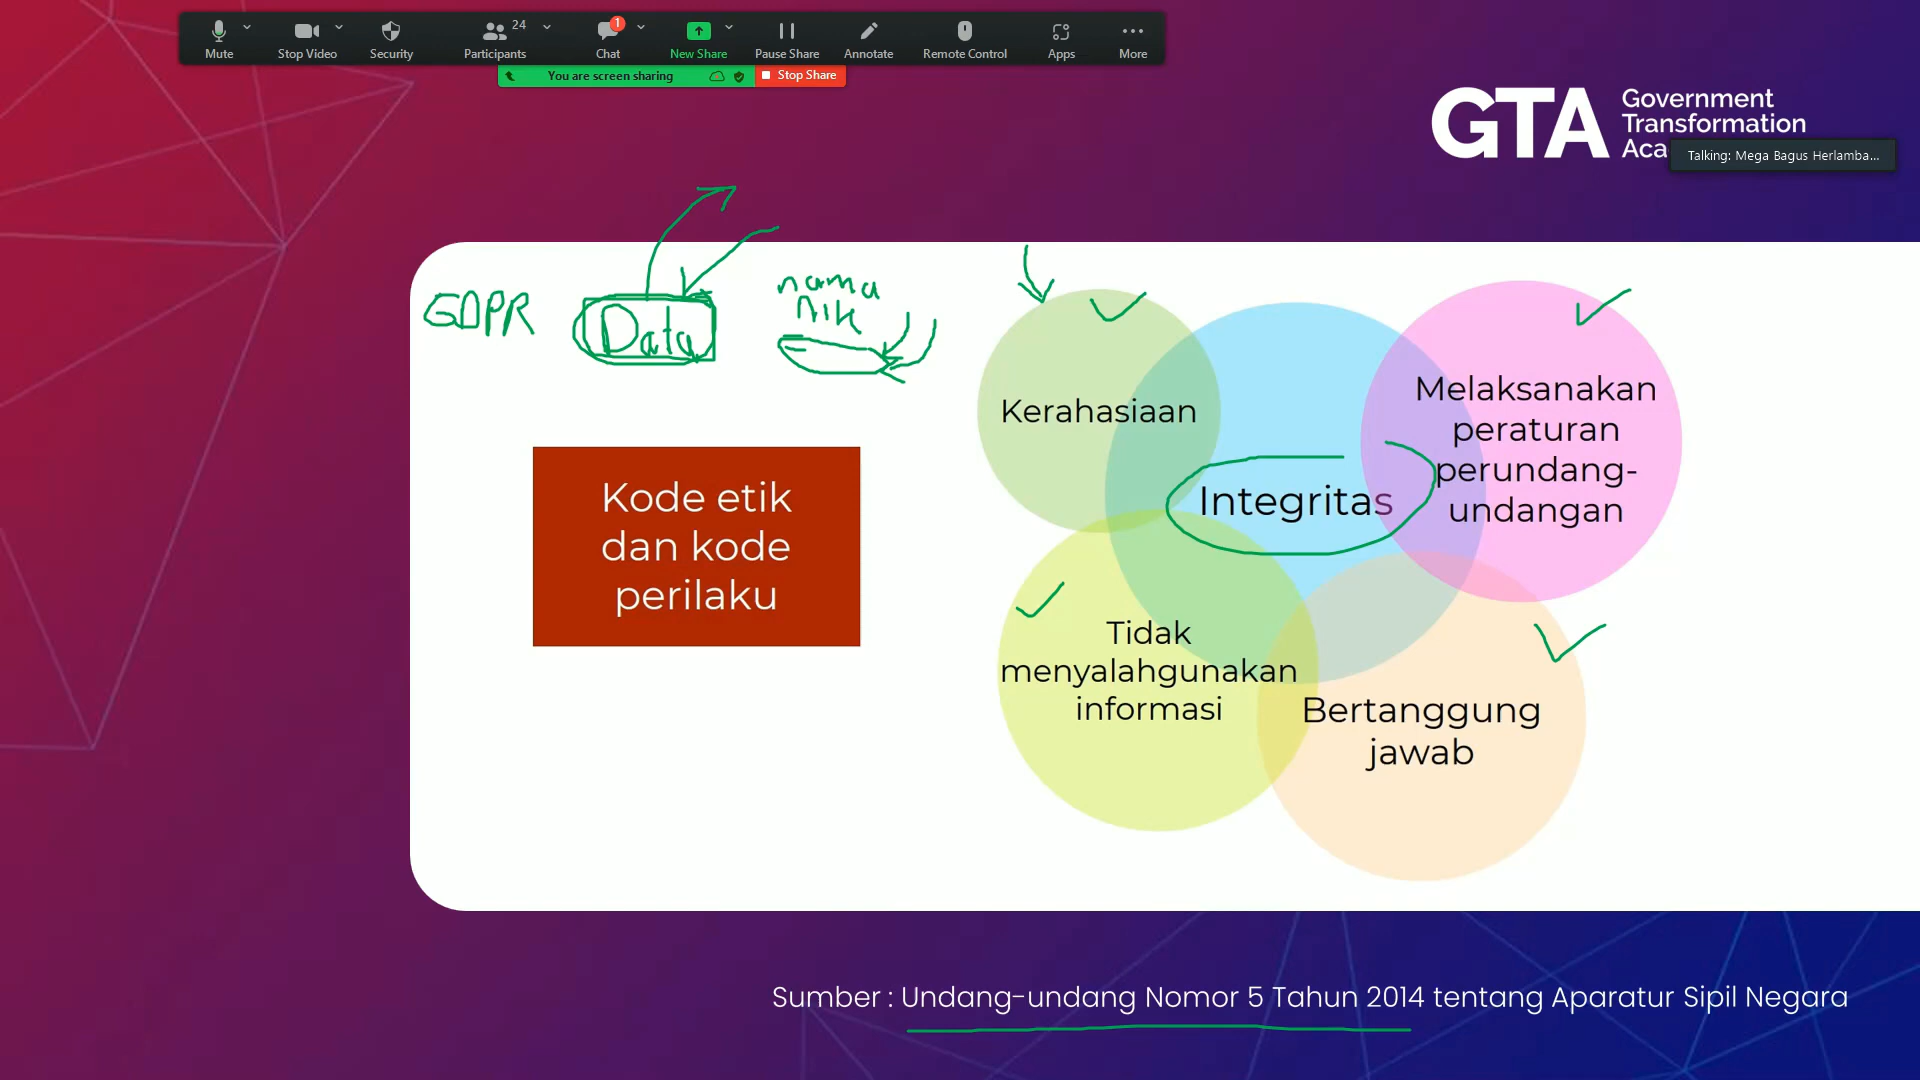 Mute
Stop Video
Security
Participants
24
Chat
1
New Share
Pause Share
Annotate
Remote Control
Apps
More
You are screen sharing
Stop Share
GTA
Government
Transformation
Talking: Mega Bagus Herlamba...
GDPR
Data
nama
NIK
Kode etik
dan kode
perilaku
Kerahasiaan
Integritas
Melaksanakan
peraturan
perundang-
undangan
Tidak
menyalahgunakan
informasi
Bertanggung
jawab
Sumber : Undang-undang Nomor 5 Tahun 2014 tentang Aparatur Sipil Negara